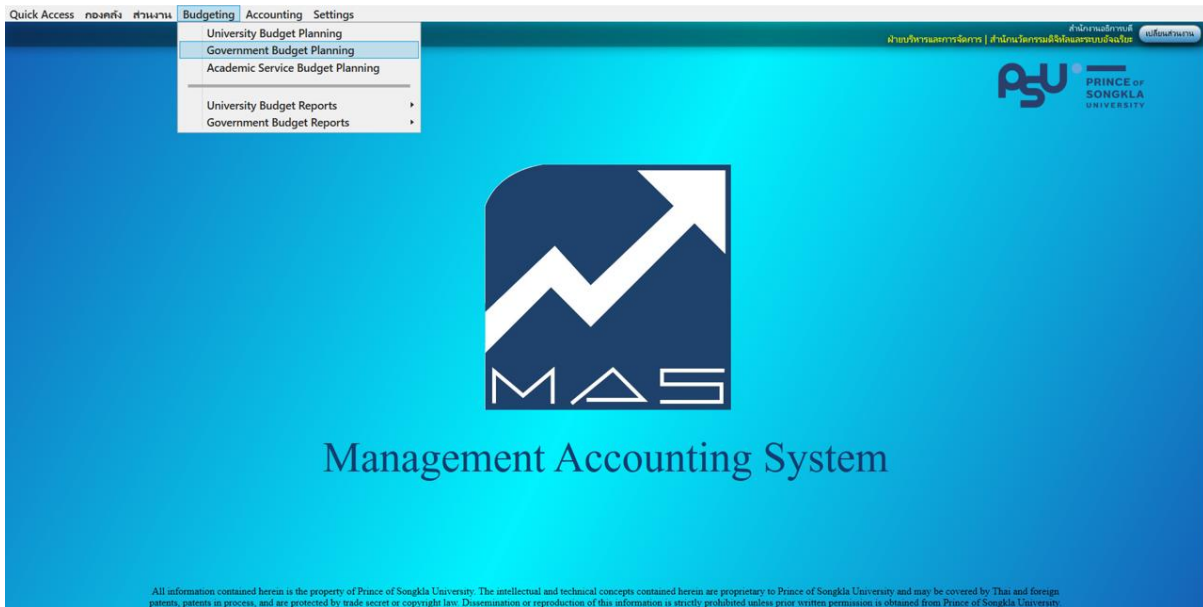 Quick Access กองคลัง ส่วนงาน Budgeting Accounting Settings
University Budget Planning
Government Budget Planning
Academic Service Budget Planning
University Budget Reports
Government Budget Reports
สำนักงานอธิการบดี
ฝ่ายบริหารและการจัดการ | สำนักนวัตกรรมดิจิทัลและระบบอัจฉริยะ
เปลี่ยนส่วนงาน
PSU
PRINCE OF
SONGKLA
UNIVERSITY
MAS
Management Accounting System
All information contained herein is the property of Prince of Songkla University. The intellectual and technical concepts contained herein are proprietary to Prince of Songkla University and may be covered by Thai and foreign
patents, patents in process, and are protected by trade secret or copyright law. Dissemination or reproduction of this information is strictly prohibited unless prior written permission is obtained from Prince of Songkla University.